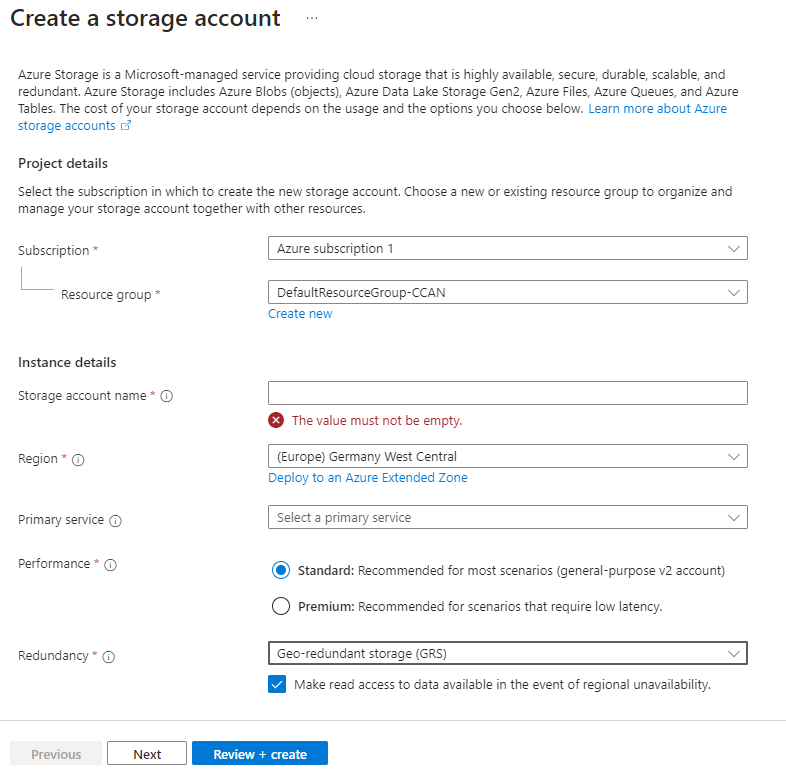 Create a storage account ...
Azure Storage is a Microsoft-managed service providing cloud storage that is highly available, secure, durable, scalable, and
redundant. Azure Storage includes Azure Blobs (objects), Azure Data Lake Storage Gen2, Azure Files, Azure Queues, and Azure
Tables. The cost of your storage account depends on the usage and the options you choose below. Learn more about Azure
storage accounts
Project details
Select the subscription in which to create the new storage account. Choose a new or existing resource group to organize and
manage your storage account together with other resources.
Subscription * Azure subscription 1
Resource group * DefaultResourceGroup-CCAN
Create new
Instance details
Storage account name *
The value must not be empty.
Region * (Europe) Germany West Central
Deploy to an Azure Extended Zone
Primary service Select a primary service
Performance *
Standard: Recommended for most scenarios (general-purpose v2 account)
Premium: Recommended for scenarios that require low latency.
Redundancy * Geo-redundant storage (GRS)
Make read access to data available in the event of regional unavailability.
Previous Next Review + create